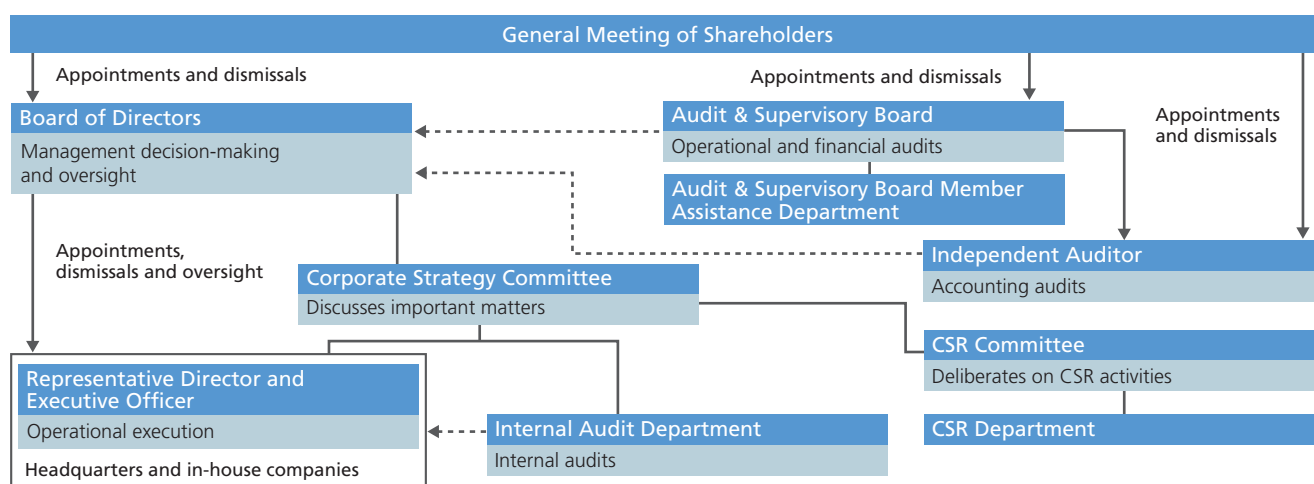 General Meeting of Shareholders
Appointments and dismissals
Appointments and dismissals
Appointments
and dismissals
Board of Directors
Management decision-making
and oversight
Audit & Supervisory Board
Operational and financial audits
Audit & Supervisory Board Member
Assistance Department
Appointments,
dismissals and oversight
Independent Auditor
Accounting audits
Corporate Strategy Committee
Discusses important matters
CSR Committee
Deliberates on CSR activities
CSR Department
Representative Director and
Executive Officer
Operational execution
Headquarters and in-house companies
Internal Audit Department
Internal audits